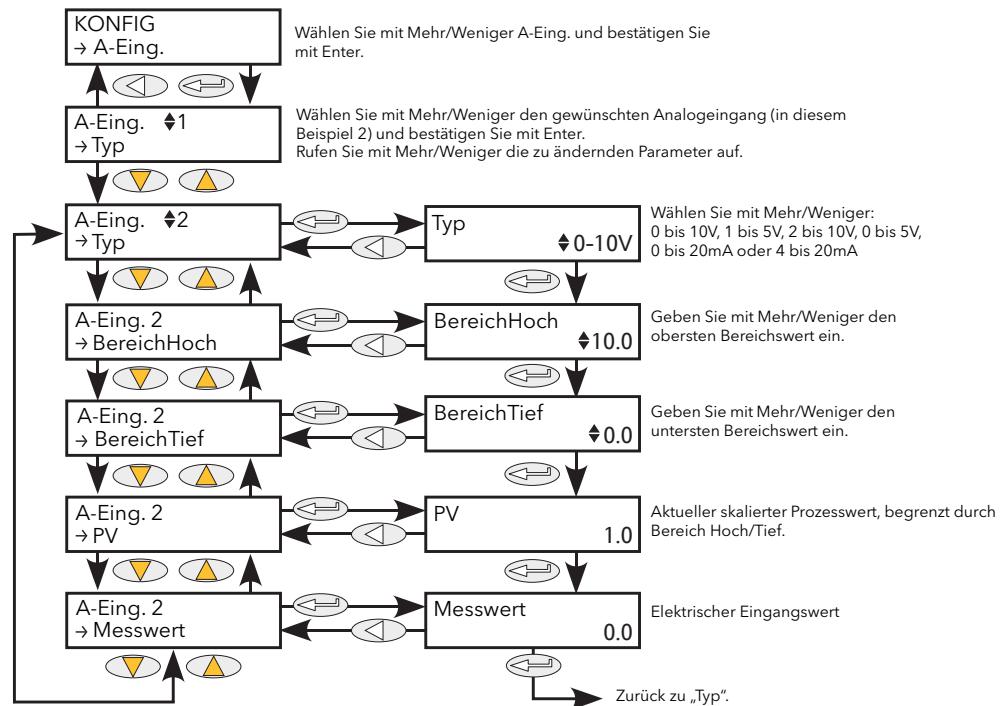 KONFIG
→ A-Eing.
Wählen Sie mit Mehr/Weniger A-Eing. und bestätigen Sie
mit Enter.
A-Eing. ♦1
→ Typ
Wählen Sie mit Mehr/Weniger den gewünschten Analogeingang (in diesem
Beispiel 2) und bestätigen Sie mit Enter.
Rufen Sie mit Mehr/Weniger die zu ändernden Parameter auf.
A-Eing. ♦2
→ Typ
Typ
♦0-10V
Wählen Sie mit Mehr/Weniger:
0 bis 10V, 1 bis 5V, 2 bis 10V, 0 bis 5V,
0 bis 20mA oder 4 bis 20mA
A-Eing. 2
→ BereichHoch
BereichHoch
♦10.0
Geben Sie mit Mehr/Weniger den
obersten Bereichswert ein.
A-Eing. 2
→ BereichTief
BereichTief
♦0.0
Geben Sie mit Mehr/Weniger den
untersten Bereichswert ein.
A-Eing. 2
→ PV
PV
1.0
Aktueller skalierter Prozesswert, begrenzt durch
Bereich Hoch/Tief.
A-Eing. 2
→ Messwert
Messwert
0.0
Elektrischer Eingangswert
Zurück zu „Typ“.